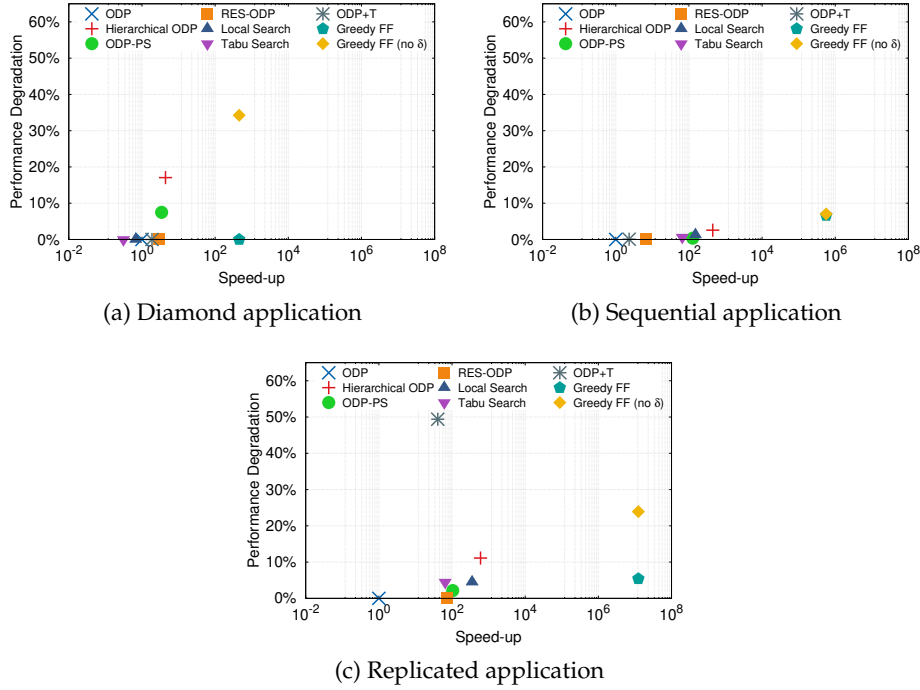 ODP RES-ODP ODP+T
Hierarchical ODP Local Search Greedy FF
ODP-PS Tabu Search Greedy FF (no δ)
Performance Degradation
60%
50%
40%
30%
20%
10%
0%
10^-2 10^0 10^2 10^4 10^6 10^8
Speed-up
(a) Diamond application
ODP RES-ODP ODP+T
Hierarchical ODP Local Search Greedy FF
ODP-PS Tabu Search Greedy FF (no δ)
Performance Degradation
60%
50%
40%
30%
20%
10%
0%
10^-2 10^0 10^2 10^4 10^6 10^8
Speed-up
(b) Sequential application
ODP RES-ODP ODP+T
Hierarchical ODP Local Search Greedy FF
ODP-PS Tabu Search Greedy FF (no δ)
Performance Degradation
60%
50%
40%
30%
20%
10%
0%
10^-2 10^0 10^2 10^4 10^6 10^8
Speed-up
(c) Replicated application